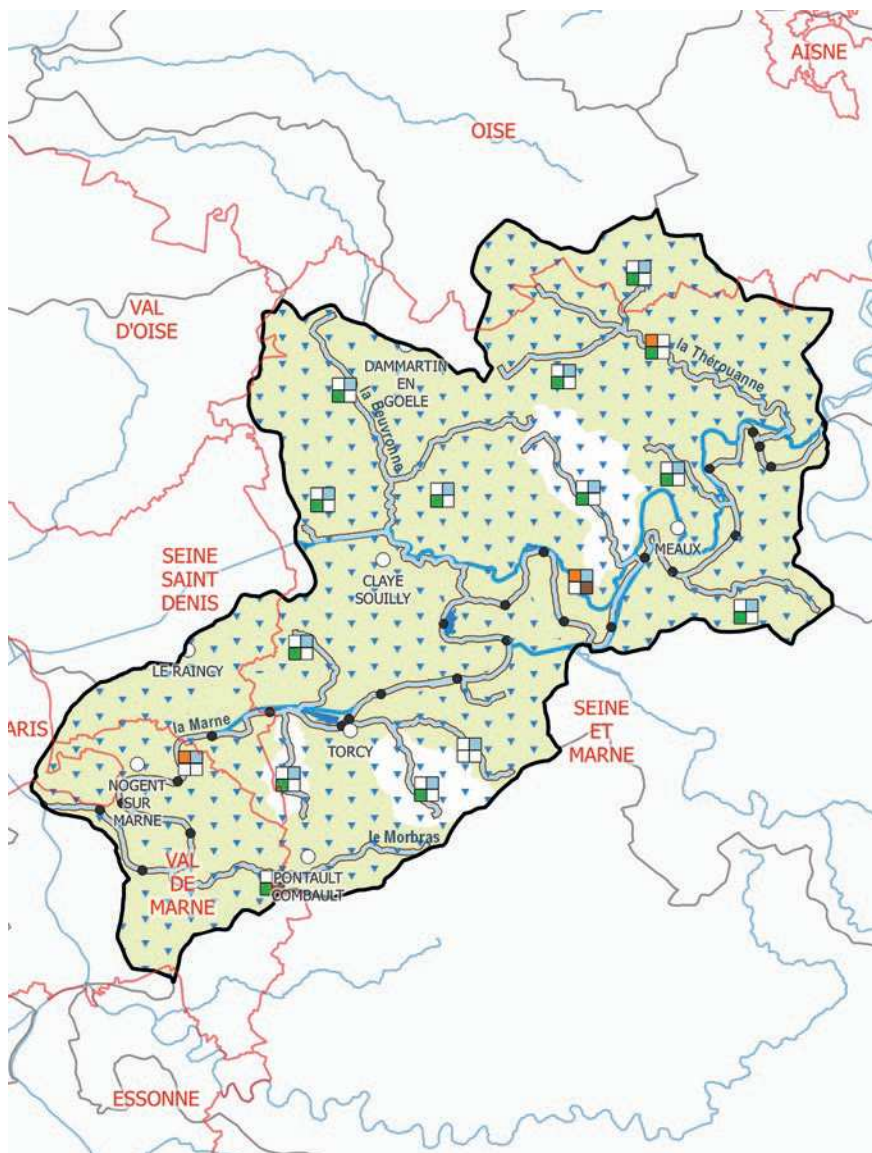 AISNE
OISE
VAL
D'OISE
DAMMARTIN
EN
GOELE
la Thérouanne
la Beuvronne
SEINE
SAINT
DENIS
MEAUX
CLAYE
SOUILLY
LE RAINCY
SEINE
ET
MARNE
la Marne
ARIS
TORCY
NOGENT
SUR
MARNE
le Morbras
VAL
DE
MARNE
PONTAULT
COMBAULT
ESSONNE